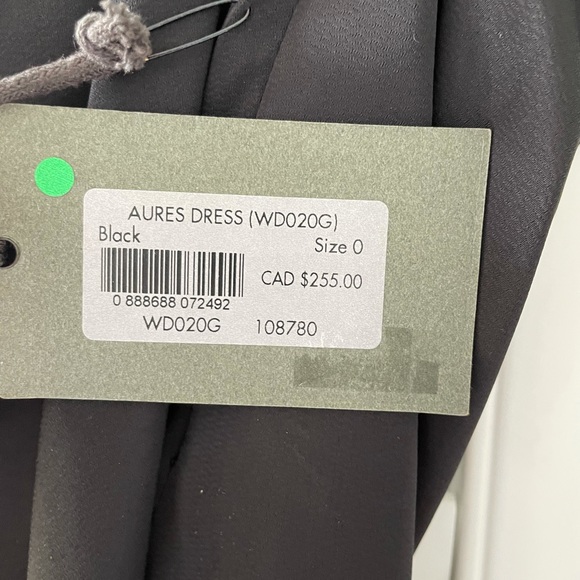 AURES DRESS (WD020G)
Black Size 0
CAD $255.00
0 888688 072492
WD020G 108780